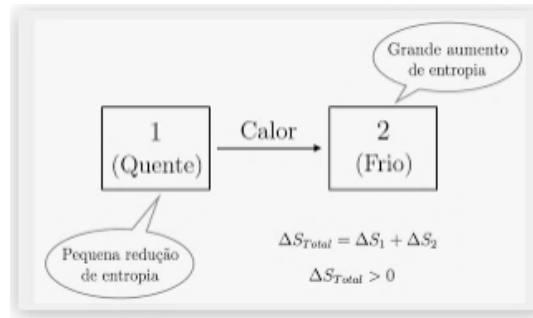 Grande aumento
de entropia
1
(Quente)
Calor
2
(Frio)
Pequena redução
de entropia
ΔS_Total = ΔS_1 + ΔS_2
ΔS_Total > 0